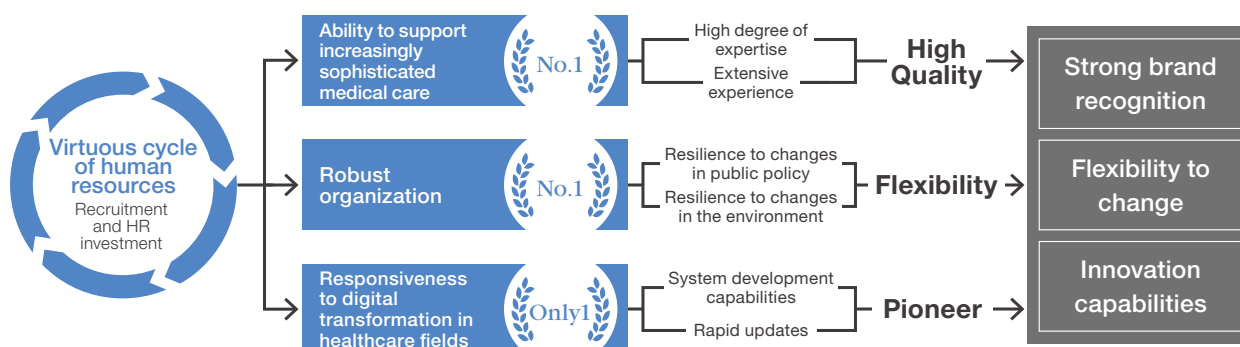 Virtuous cycle
of human
resources
Recruitment
and HR
investment
Ability to support
increasingly
sophisticated
medical care
No.1
High degree of
expertise
Extensive
experience
High
Quality
Strong brand
recognition
Robust
organization
No.1
Resilience to changes
in public policy
Resilience to changes
in the environment
Flexibility
Flexibility to
change
Responsiveness
to digital
transformation in
healthcare fields
Only1
System development
capabilities
Rapid updates
Pioneer
Innovation
capabilities